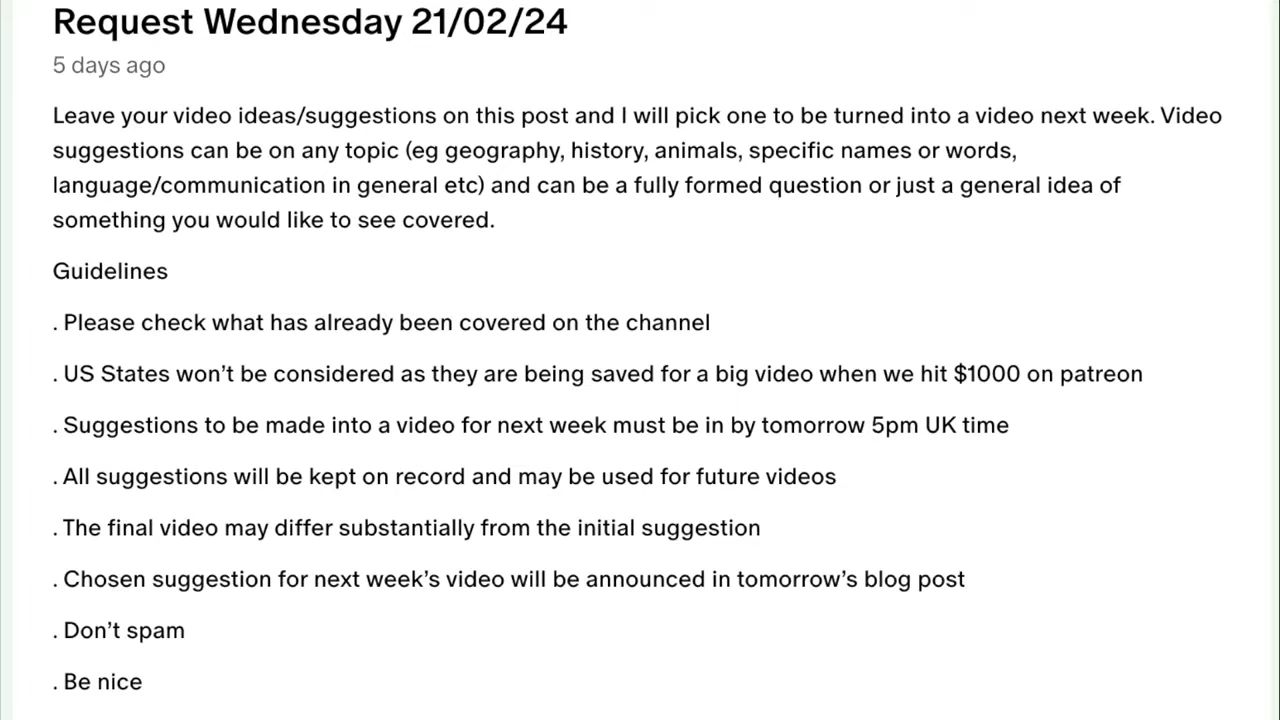 Request Wednesday 21/02/24
5 days ago
Leave your video ideas/suggestions on this post and I will pick one to be turned into a video next week. Video
suggestions can be on any topic (eg geography, history, animals, specific names or words,
language/communication in general etc) and can be a fully formed question or just a general idea of
something you would like to see covered.
Guidelines
. Please check what has already been covered on the channel
. US States won’t be considered as they are being saved for a big video when we hit $1000 on patreon
. Suggestions to be made into a video for next week must be in by tomorrow 5pm UK time
. All suggestions will be kept on record and may be used for future videos
. The final video may differ substantially from the initial suggestion
. Chosen suggestion for next week’s video will be announced in tomorrow’s blog post
. Don’t spam
. Be nice